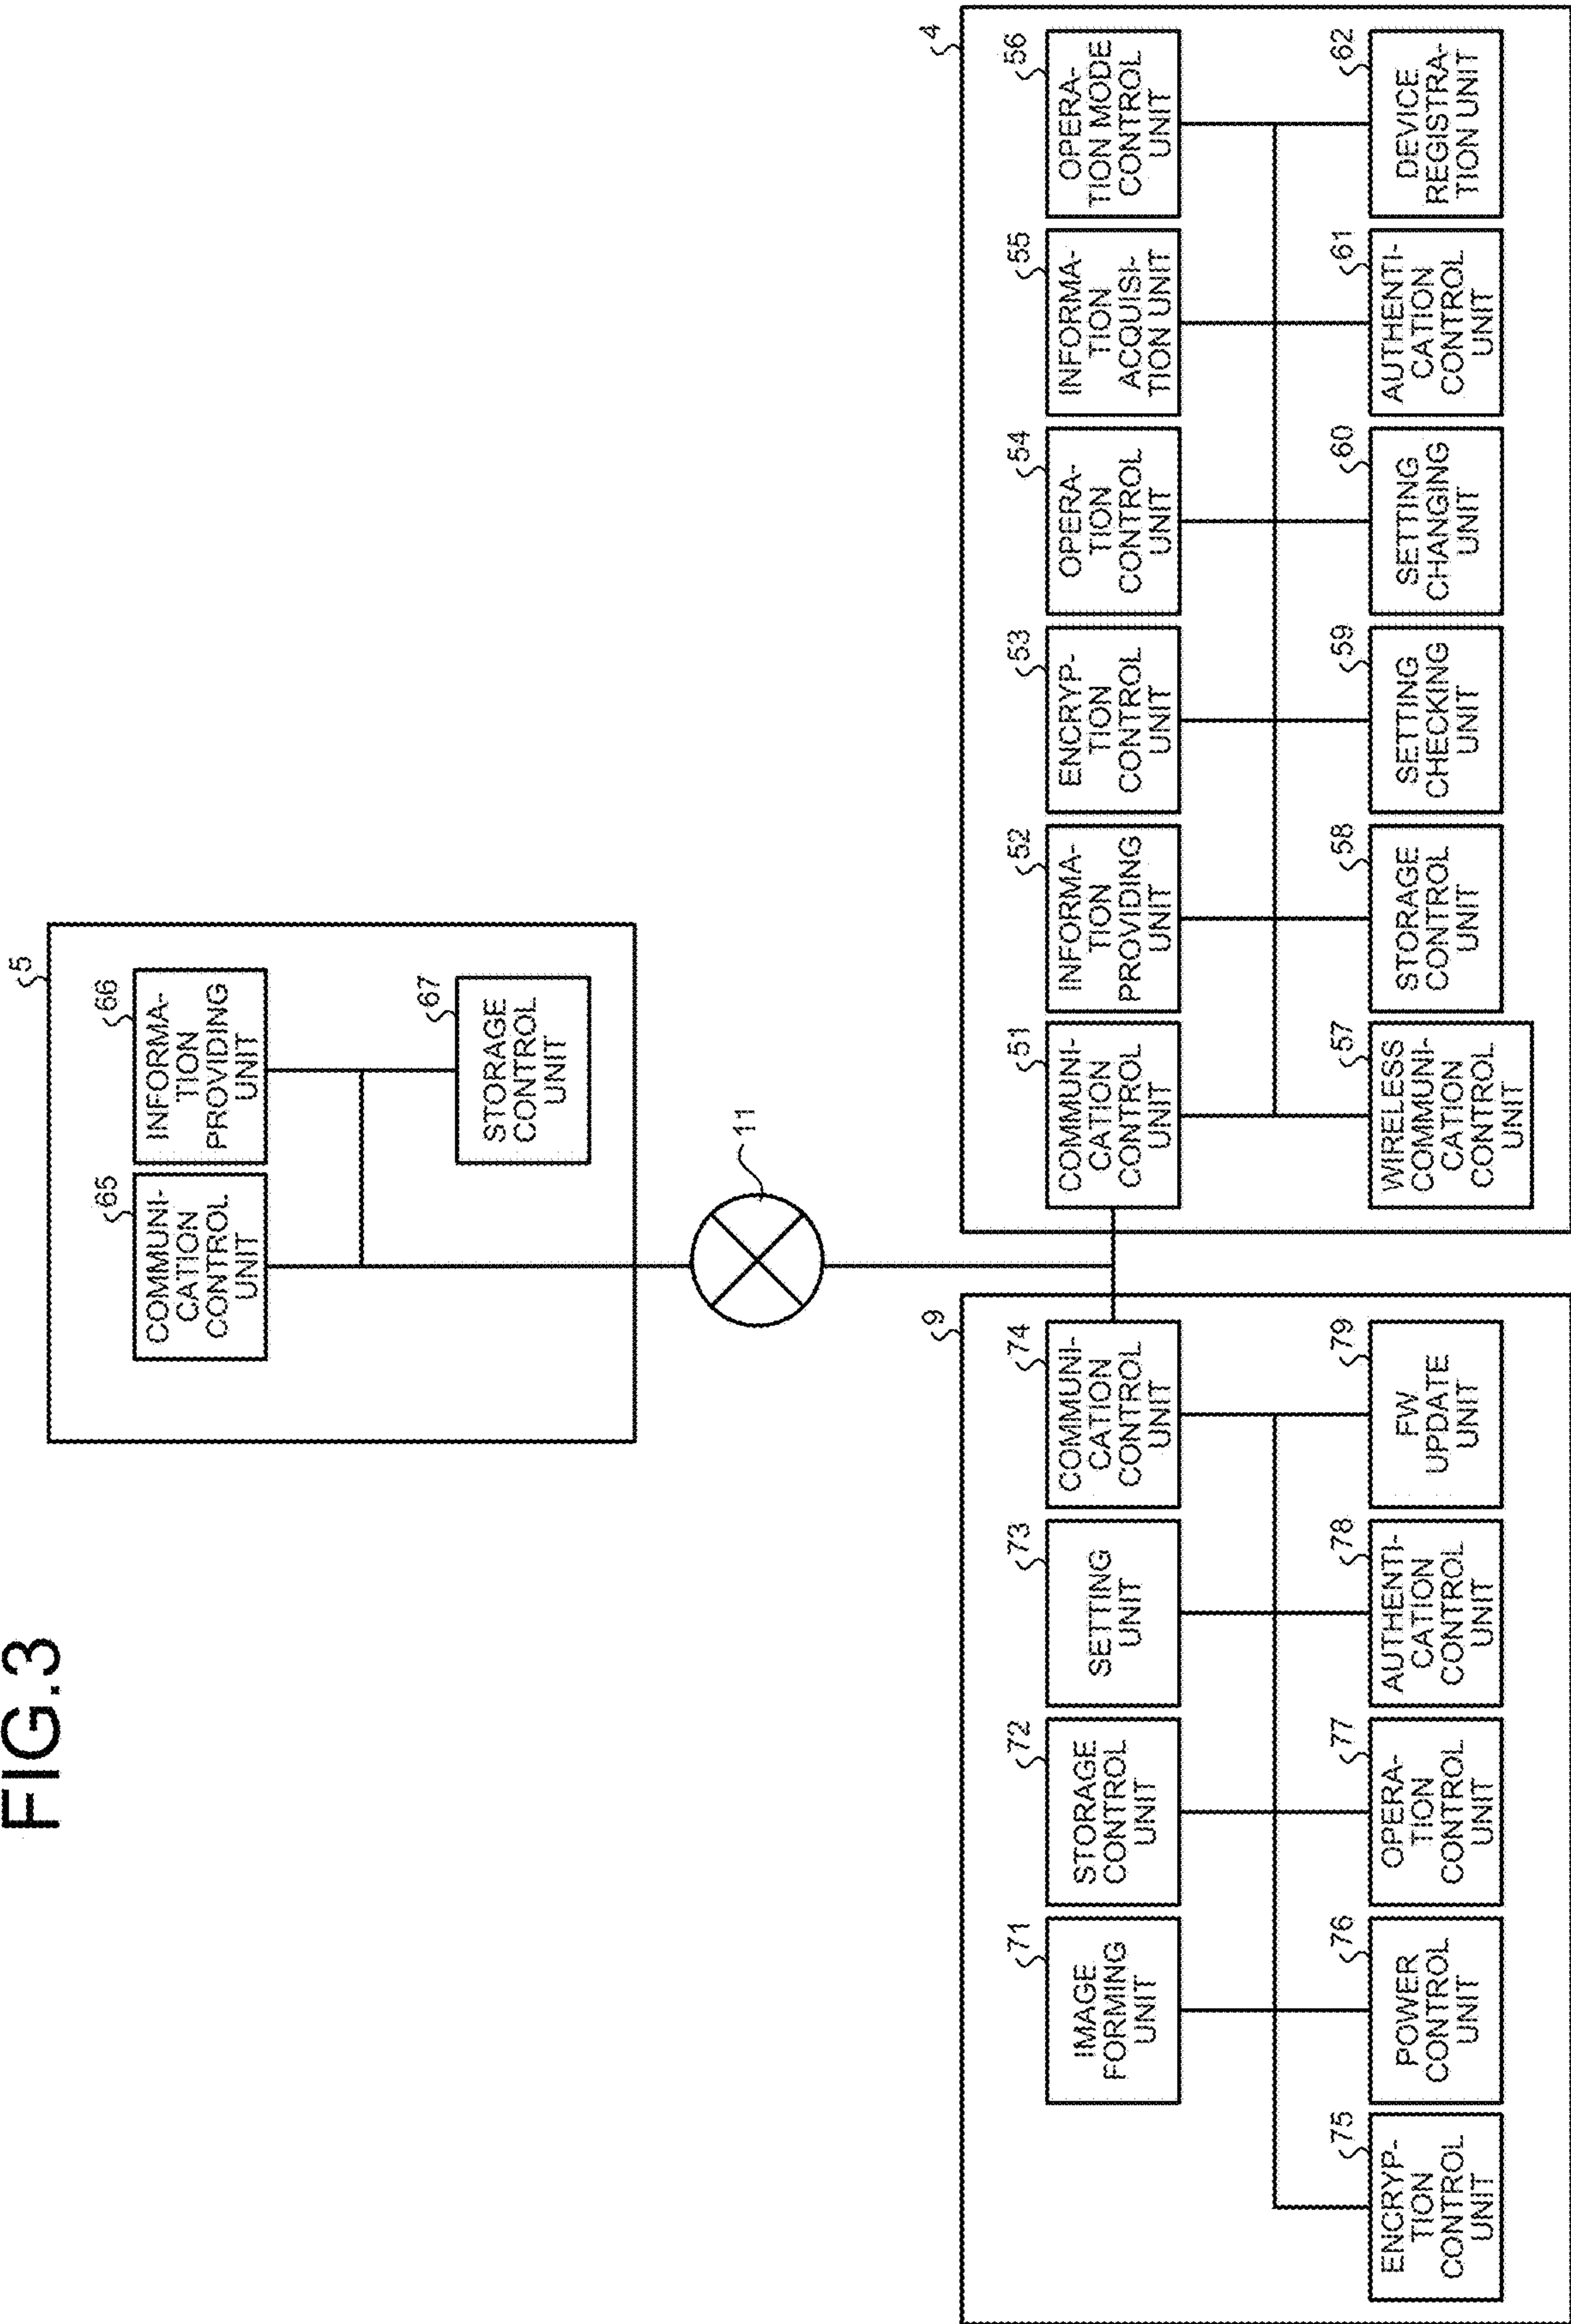 FIG.3
5
65
COMMUNI-
CATION
CONTROL
UNIT
66
INFORMA-
TION
PROVIDING
UNIT
67
STORAGE
CONTROL
UNIT
11
9
71
IMAGE
FORMING
UNIT
72
STORAGE
CONTROL
UNIT
73
SETTING
UNIT
74
COMMUNI-
CATION
CONTROL
UNIT
75
ENCRYP-
TION
CONTROL
UNIT
76
POWER
CONTROL
UNIT
77
OPERA-
TION
CONTROL
UNIT
78
AUTHENTI-
CATION
CONTROL
UNIT
79
FW
UPDATE
UNIT
4
51
COMMUNI-
CATION
CONTROL
UNIT
52
INFORMA-
TION
PROVIDING
UNIT
53
ENCRYP-
TION
CONTROL
UNIT
54
OPERA-
TION
CONTROL
UNIT
55
INFORMA-
TION
ACQUISI-
TION UNIT
56
OPERA-
TION MODE
CONTROL
UNIT
57
WIRELESS
COMMUNI-
CATION
CONTROL
UNIT
58
STORAGE
CONTROL
UNIT
59
SETTING
CHECKING
UNIT
60
SETTING
CHANGING
UNIT
61
AUTHENTI-
CATION
CONTROL
UNIT
62
DEVICE
REGISTRA-
TION UNIT